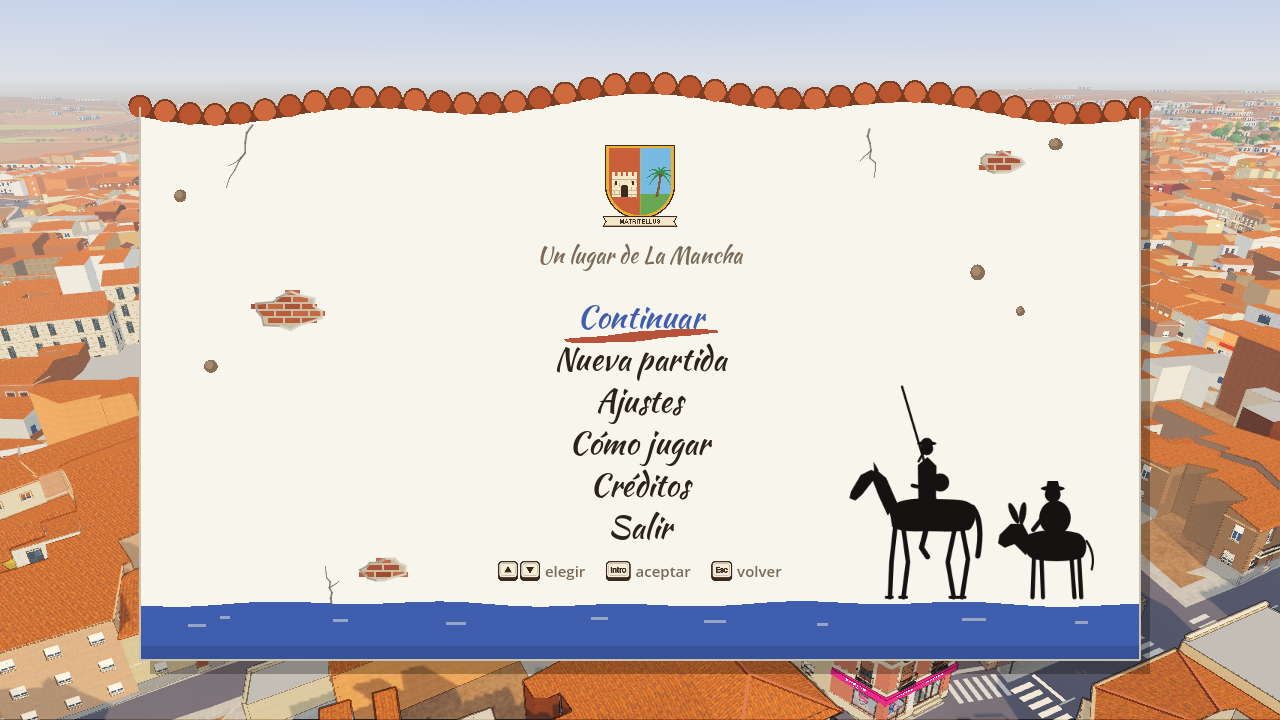 MATRITELLUS
Un lugar de La Mancha
Continuar
Nueva partida
Ajustes
Cómo jugar
Créditos
Salir
elegir Intro aceptar Esc volver